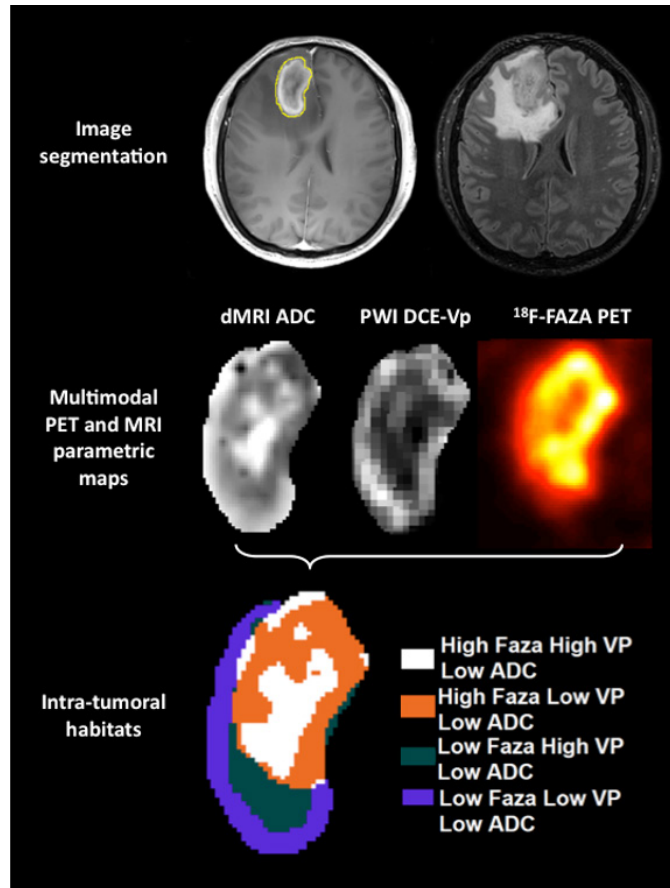 Image
segmentation
dMRI ADC
PWI DCE-Vp
¹⁸F-FAZA PET
Multimodal
PET and MRI
parametric
maps
Intra-tumoral
habitats
High Faza High VP
Low ADC
High Faza Low VP
Low ADC
Low Faza High VP
Low ADC
Low Faza Low VP
Low ADC